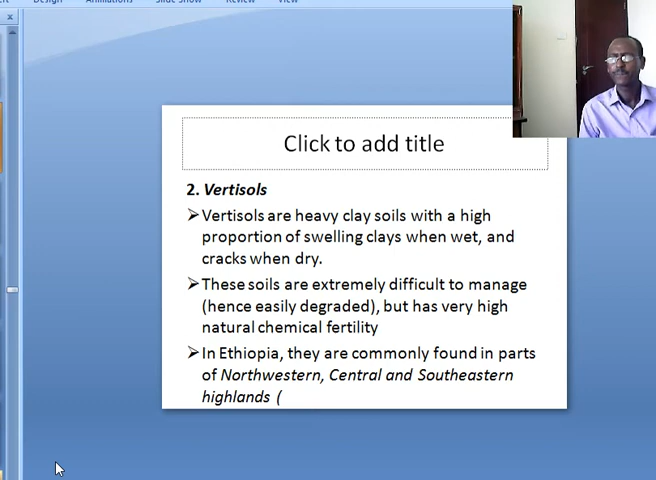 Design Animations Slide Show Review View
Click to add title
2. Vertisols
➢Vertisols are heavy clay soils with a high
proportion of swelling clays when wet, and
cracks when dry.
➢These soils are extremely difficult to manage
(hence easily degraded), but has very high
natural chemical fertility
➢In Ethiopia, they are commonly found in parts
of Northwestern, Central and Southeastern
highlands (